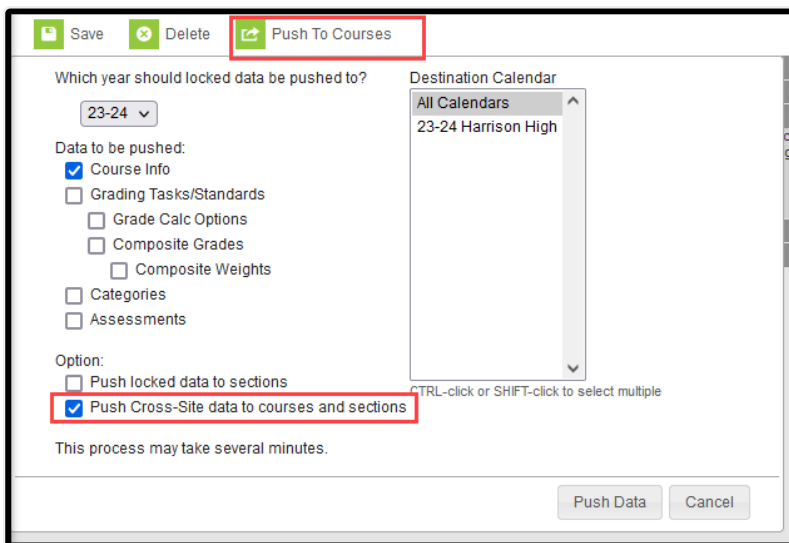 Save Delete Push To Courses
Which year should locked data be pushed to?
23-24
Data to be pushed:
Course Info
Grading Tasks/Standards
Grade Calc Options
Composite Grades
Composite Weights
Categories
Assessments
Option:
Push locked data to sections
Push Cross-Site data to courses and sections
This process may take several minutes.
Destination Calendar
All Calendars
23-24 Harrison High
CTRL-click or SHIFT-click to select multiple
Push Data Cancel